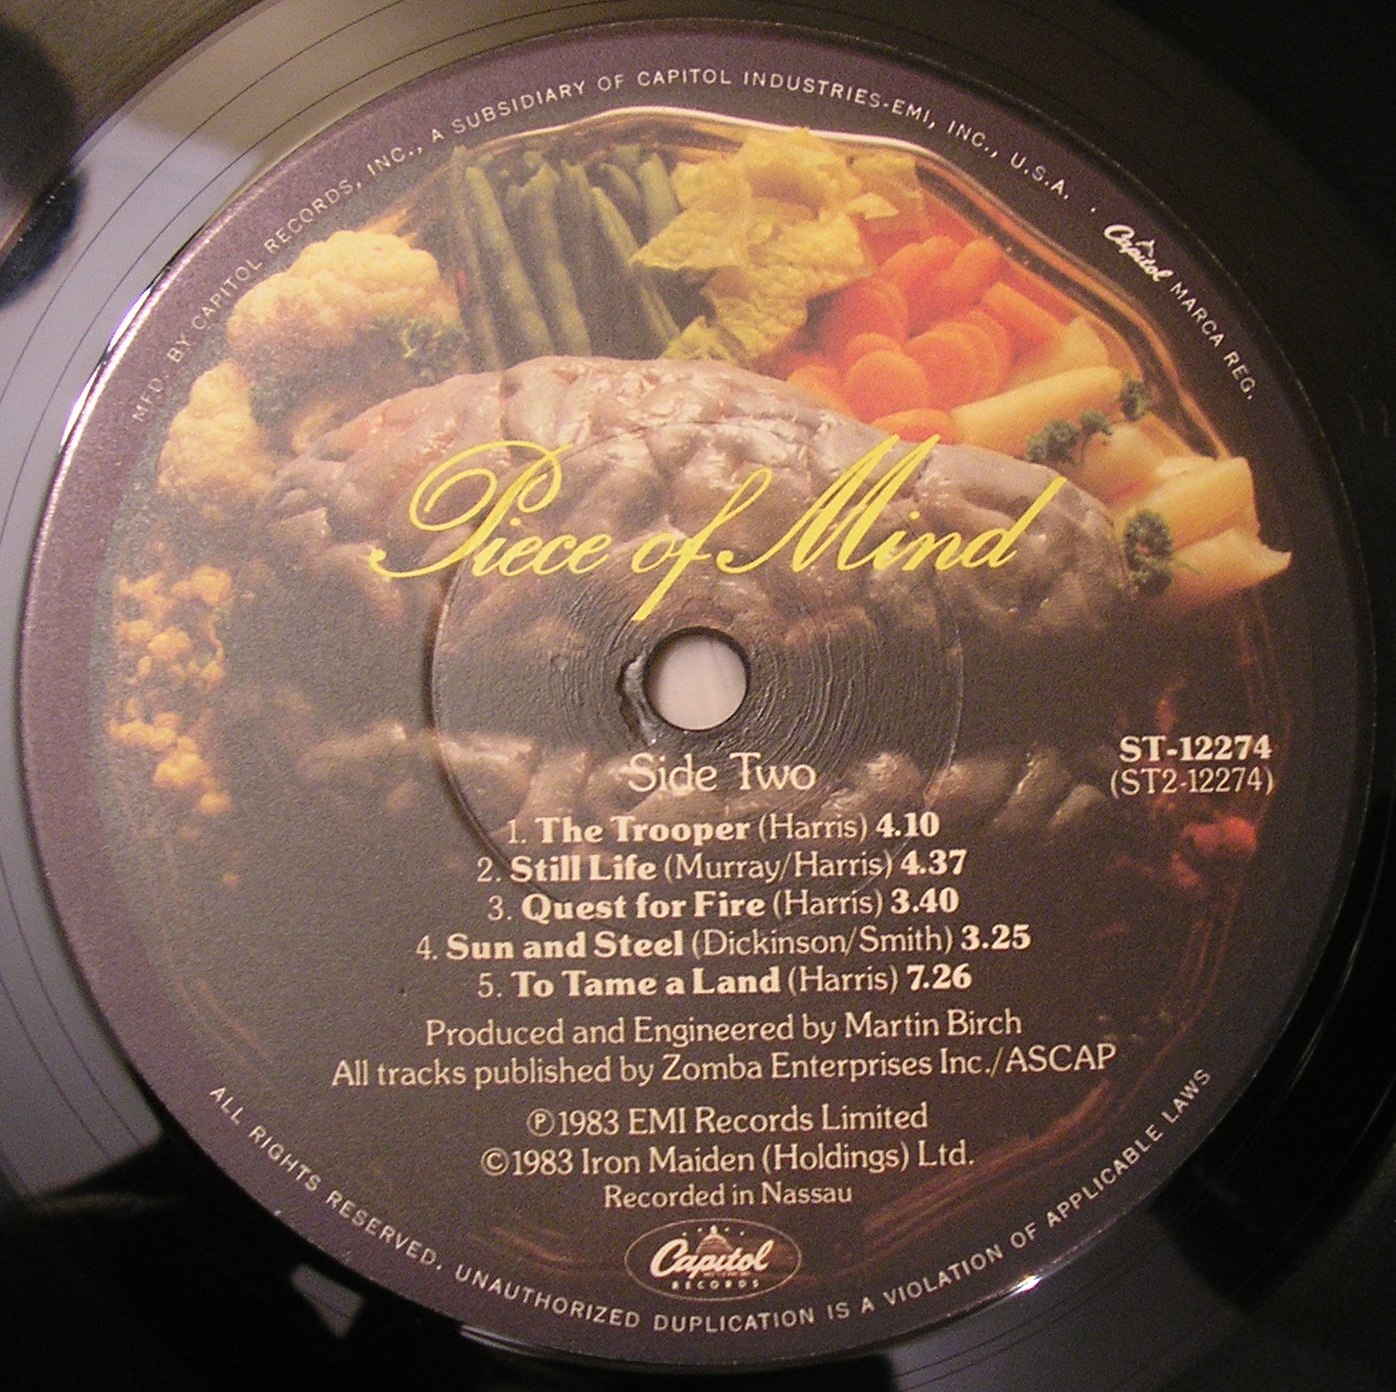 MFD. BY CAPITOL RECORDS, INC., A SUBSIDIARY OF CAPITOL INDUSTRIES-EMI, INC., U.S.A. · Capitol MARCA REG.
Piece of Mind
ST-12274
(ST2-12274)
Side Two
1. The Trooper (Harris) 4.10
2. Still Life (Murray/Harris) 4.37
3. Quest for Fire (Harris) 3.40
4. Sun and Steel (Dickinson/Smith) 3.25
5. To Tame a Land (Harris) 7.26
Produced and Engineered by Martin Birch
All tracks published by Zomba Enterprises Inc./ASCAP
℗1983 EMI Records Limited
©1983 Iron Maiden (Holdings) Ltd.
Recorded in Nassau
Capitol
RECORDS
ALL RIGHTS RESERVED. UNAUTHORIZED DUPLICATION IS A VIOLATION OF APPLICABLE LAWS